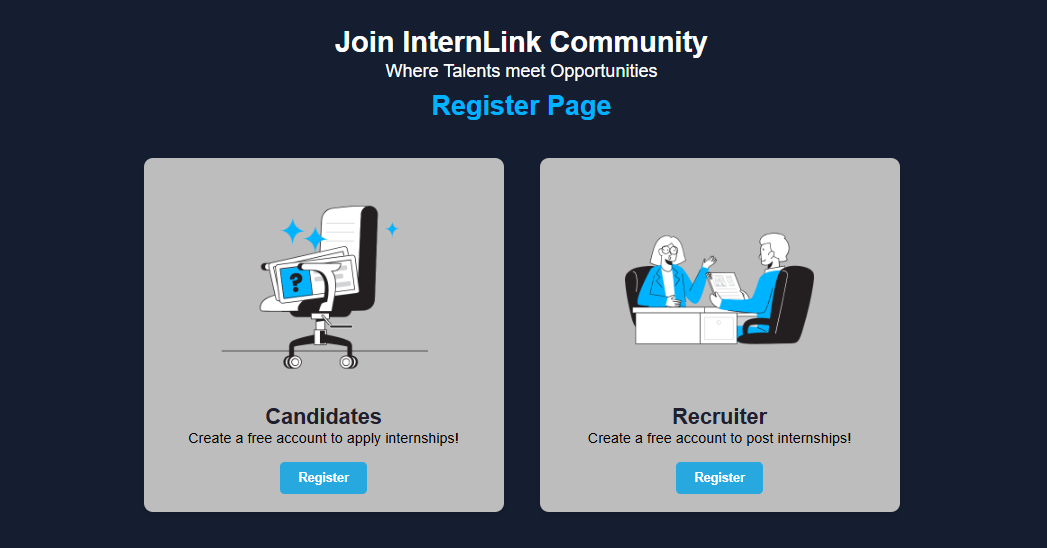 Join InternLink Community
Where Talents meet Opportunities
Register Page
?
Candidates
Create a free account to apply internships!
Register
Recruiter
Create a free account to post internships!
Register